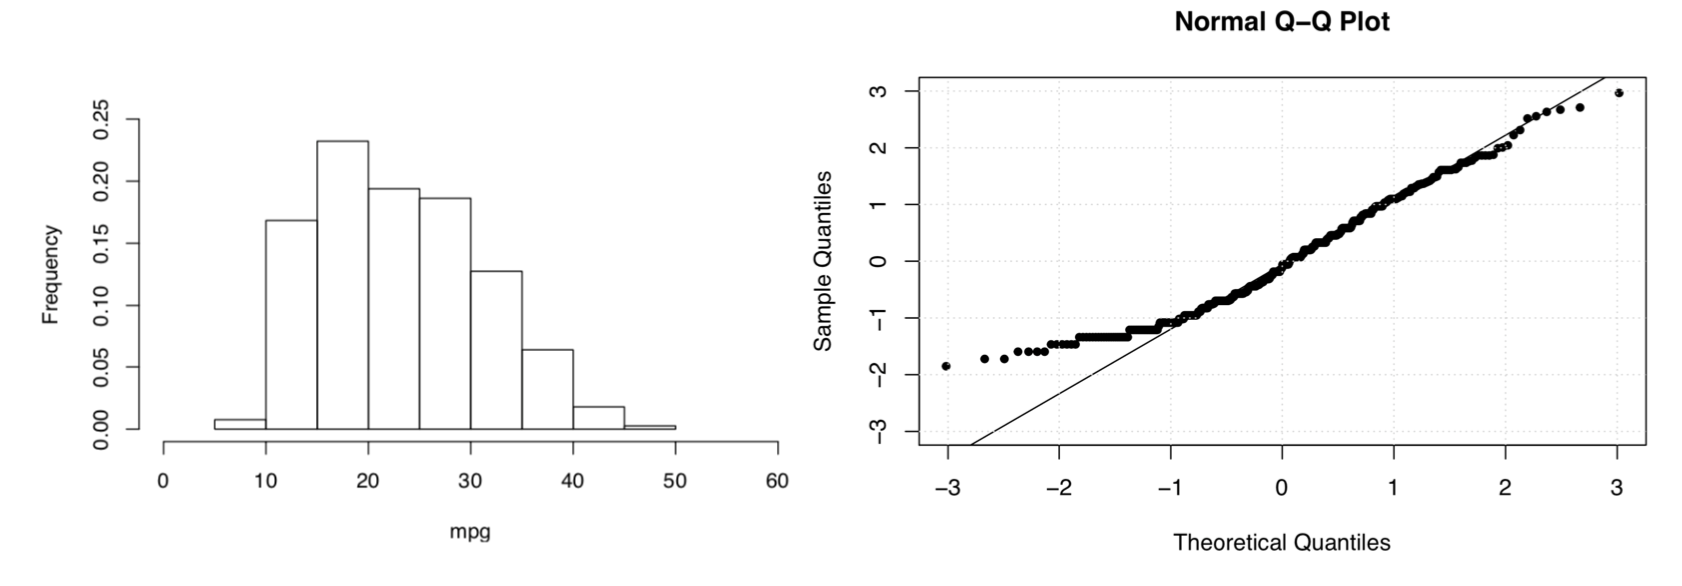 Normal Q–Q Plot
Frequency
0.25
0.20
0.15
0.10
0.05
0.00
0 10 20 30 40 50 60
mpg
Sample Quantiles
3
2
1
0
−1
−2
−3
−3 −2 −1 0 1 2 3
Theoretical Quantiles